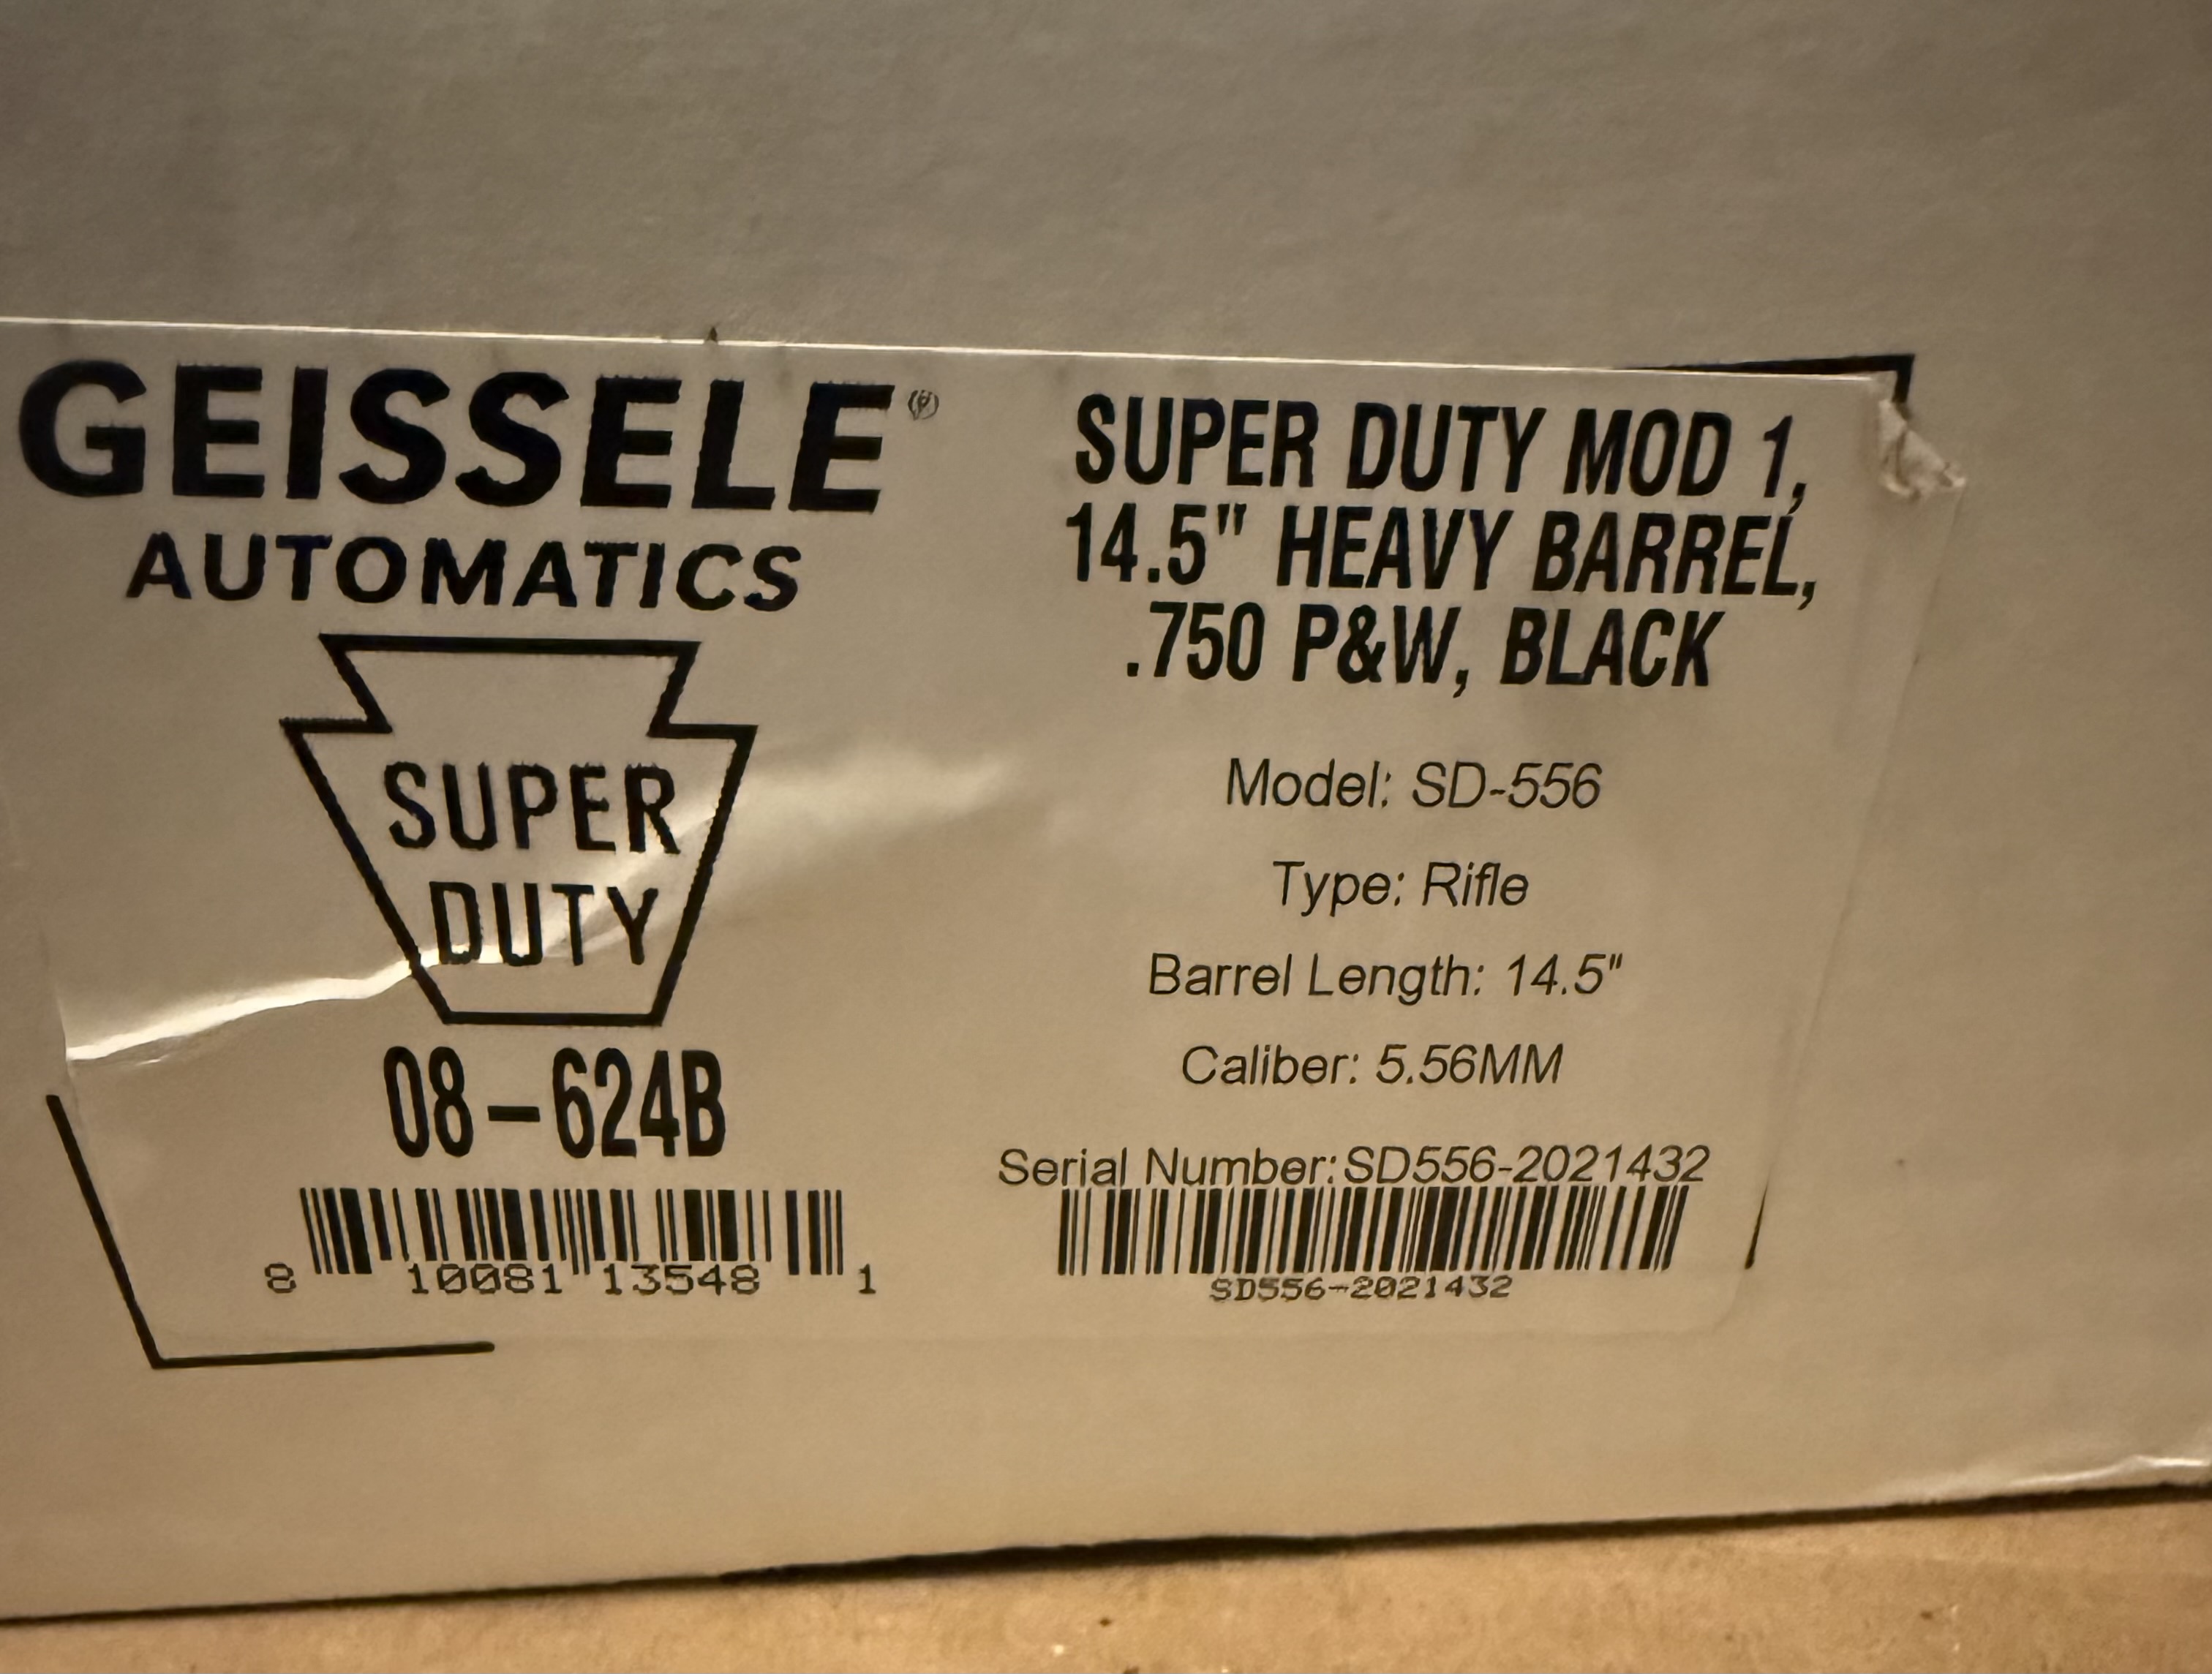 GEISSELE®
AUTOMATICS
SUPER
DUTY
08-624B
8 10081 13548 1
SUPER DUTY MOD 1,
14.5" HEAVY BARREL,
.750 P&W, BLACK
Model: SD-556
Type: Rifle
Barrel Length: 14.5"
Caliber: 5.56MM
Serial Number:SD556-2021432
SD556-2021432